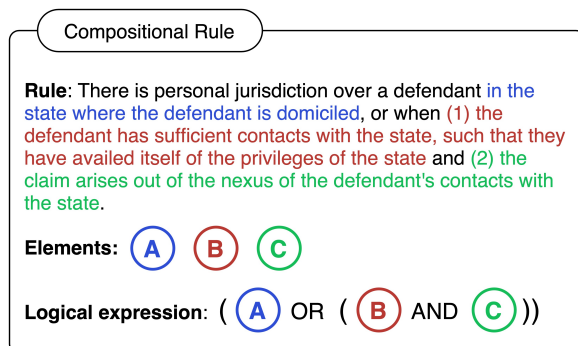 Compositional Rule
Rule: There is personal jurisdiction over a defendant in the
state where the defendant is domiciled, or when (1) the
defendant has sufficient contacts with the state, such that they
have availed itself of the privileges of the state and (2) the
claim arises out of the nexus of the defendant's contacts with
the state.
Elements: A B C
Logical expression: ( A OR ( B AND C ))